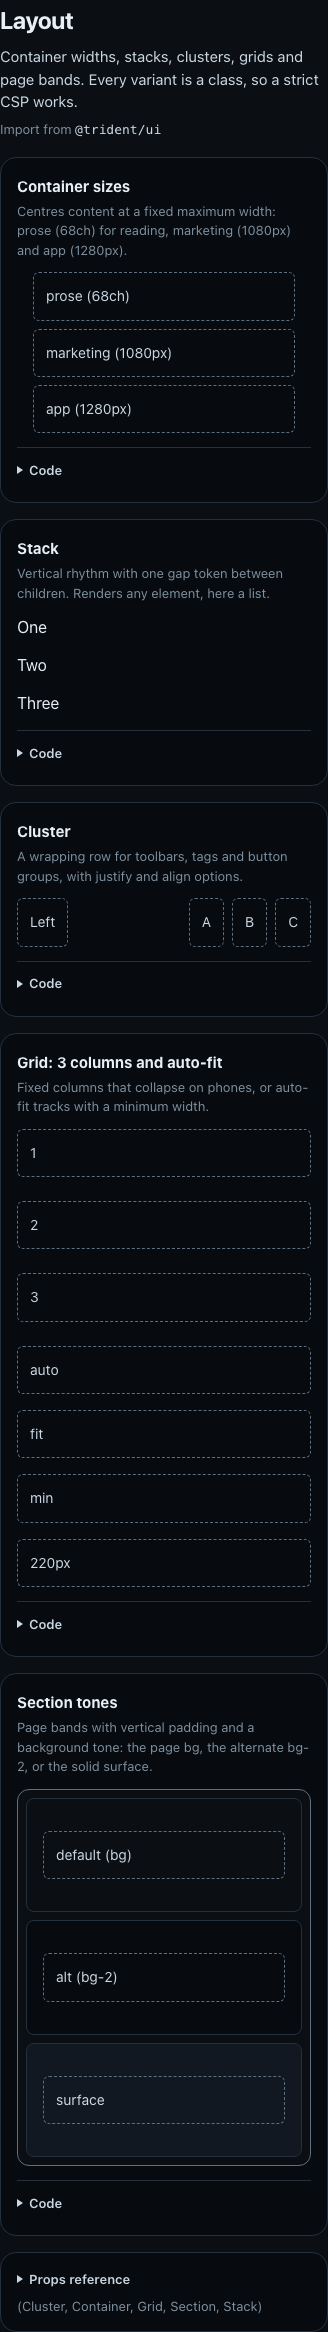 Layout
Container widths, stacks, clusters, grids and
page bands. Every variant is a class, so a strict
CSP works.
Import from @trident/ui
Container sizes
Centres content at a fixed maximum width:
prose (68ch) for reading, marketing (1080px)
and app (1280px).
prose (68ch)
marketing (1080px)
app (1280px)
Code
Stack
Vertical rhythm with one gap token between
children. Renders any element, here a list.
One
Two
Three
Code
Cluster
A wrapping row for toolbars, tags and button
groups, with justify and align options.
Left A B C
Code
Grid: 3 columns and auto-fit
Fixed columns that collapse on phones, or auto-
fit tracks with a minimum width.
1
2
3
auto
fit
min
220px
Code
Section tones
Page bands with vertical padding and a
background tone: the page bg, the alternate bg-
2, or the solid surface.
default (bg)
alt (bg-2)
surface
Code
Props reference
(Cluster, Container, Grid, Section, Stack)